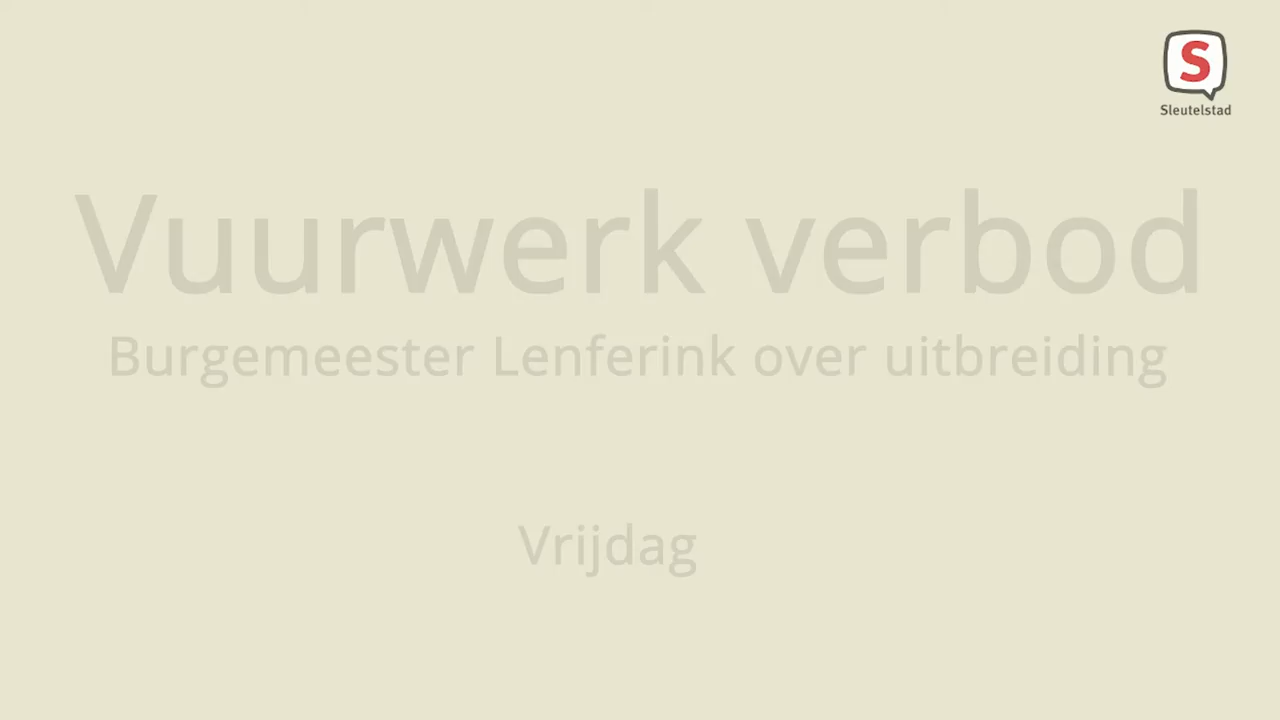 S
Sleutelstad
Vuurwerk verbod
Burgemeester Lenferink over uitbreiding
Vrijdag